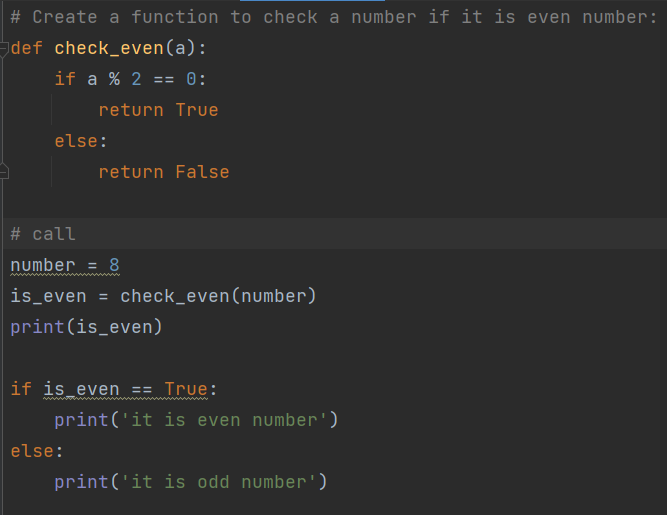 # Create a function to check a number if it is even number:
def check_even(a):
    if a % 2 == 0:
        return True
    else:
        return False

# call
number = 8
is_even = check_even(number)
print(is_even)

if is_even == True:
    print('it is even number')
else:
    print('it is odd number')